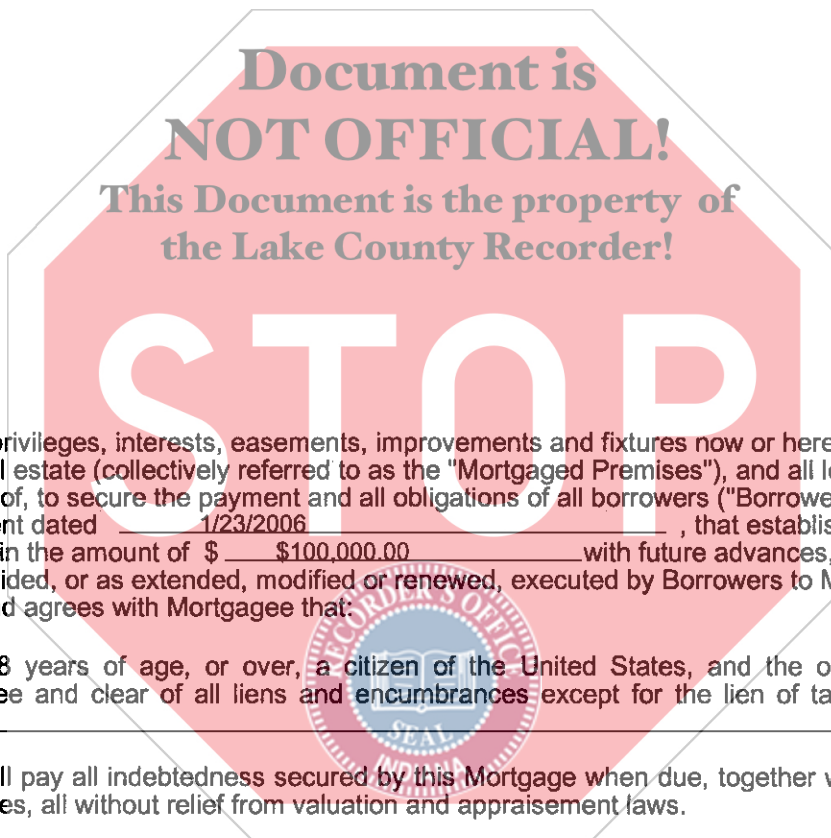 Document is
NOT OFFICIAL!
This Document is the property of
the Lake County Recorder!
STOP
rivileges, interests, easements, improvements and fixtures now or here
l estate (collectively referred to as the "Mortgaged Premises"), and all
of, to secure the payment and all obligations of all borrowers ("Borrowe
nt dated 1/23/2006 , that establis
in the amount of $ $100,000.00 with future advances,
ided, or as extended, modified or renewed, executed by Borrowers to M
d agrees with Mortgagee that:
RECORDER'S OFFICE
8 years of age, or over, a citizen of the United States, and the o
ee and clear of all liens and encumbrances except for the lien of ta
SEAL
INDIANA
ll pay all indebtedness secured by this Mortgage when due, together
es, all without relief from valuation and appraisement laws.